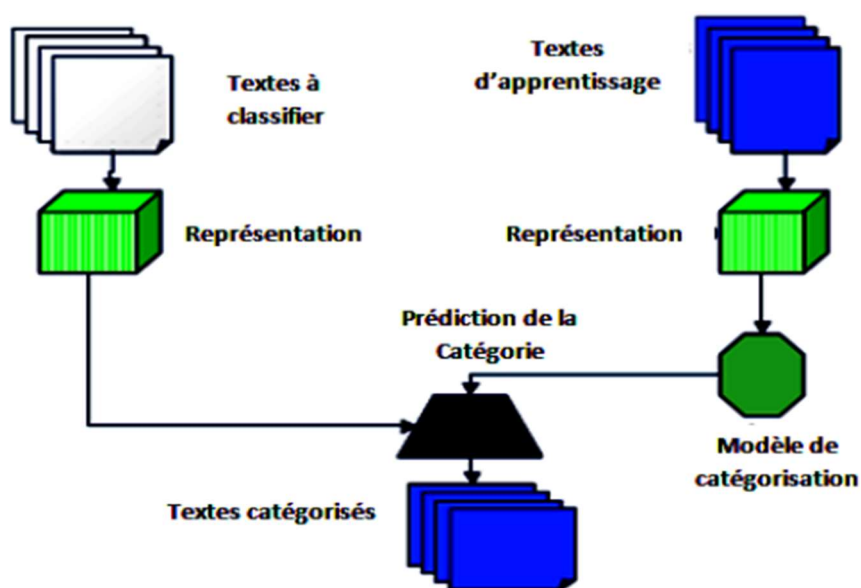 Textes à
classifier
Textes
d'apprentissage
Représentation
Représentation
Prédiction de la
Catégorie
Modèle de
catégorisation
Textes catégorisés